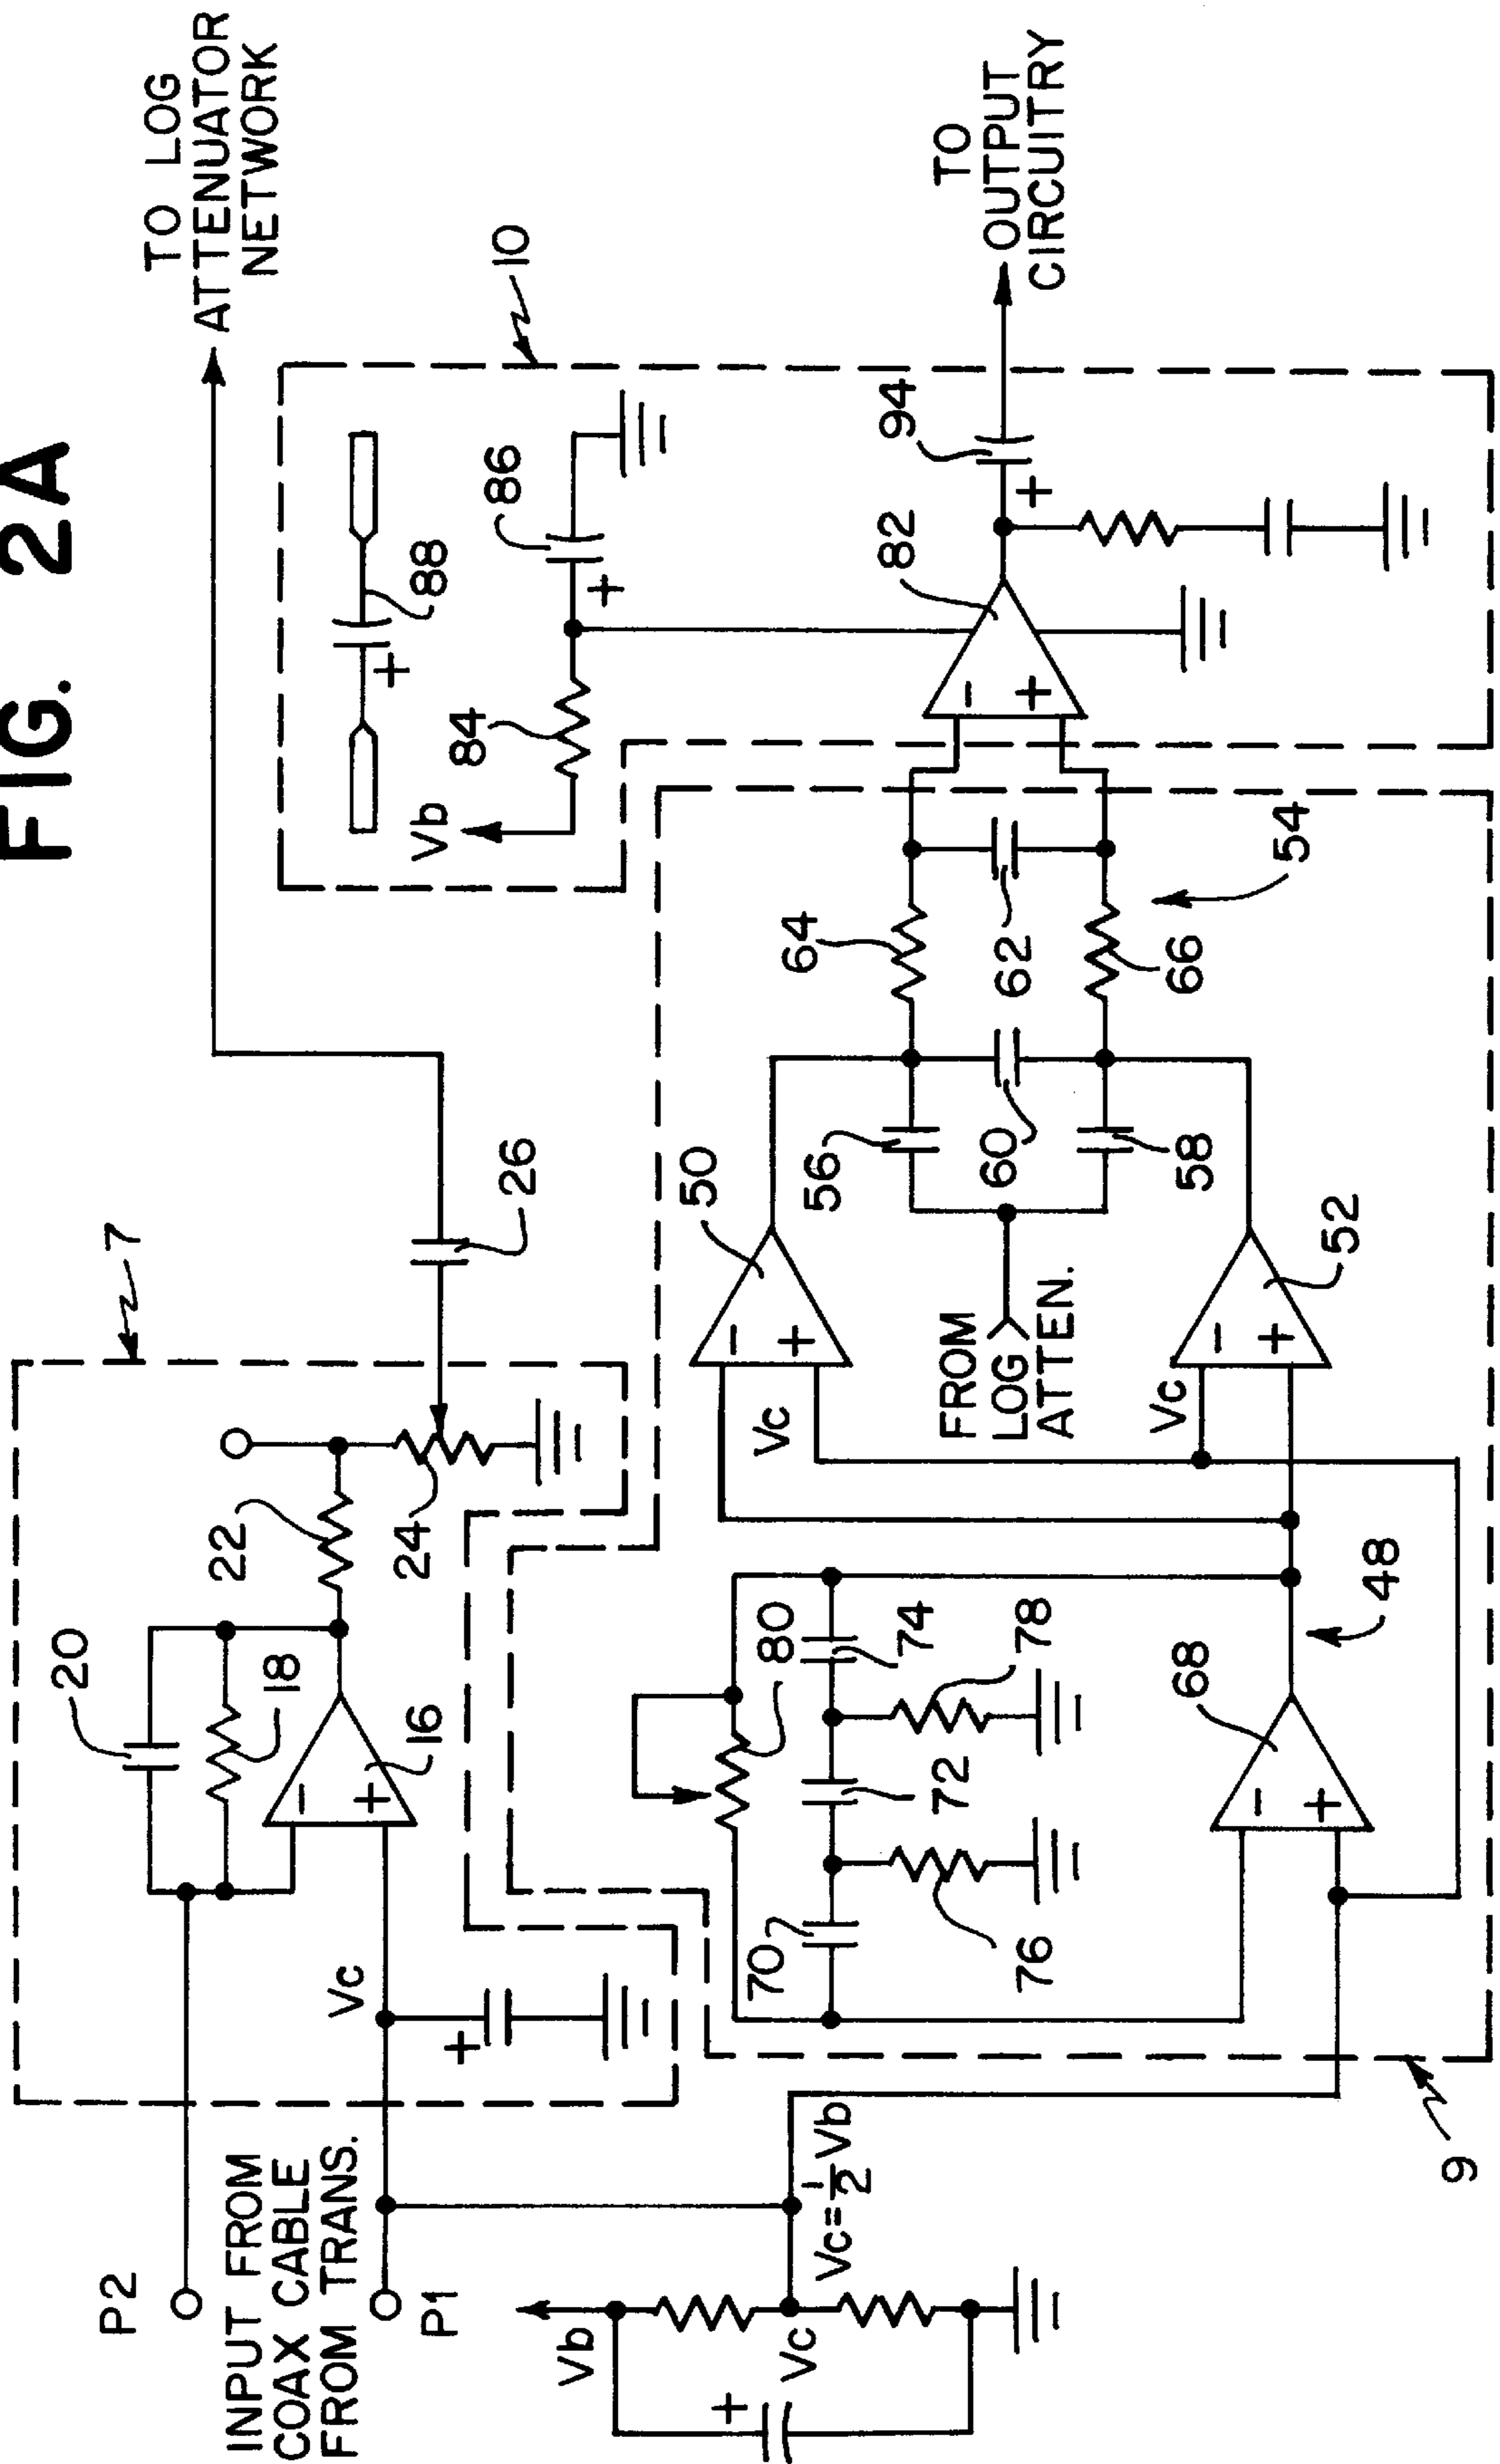 FIG. 2A
TO LOG
ATTENUATOR
NETWORK
7
20
18
22
16
24
26
P2
INPUT FROM
COAX CABLE
FROM TRANS.
P1
Vc
+
-
+
10
88
+
86
+
84
Vb
82
94
+
-
+
TO
OUTPUT
CIRCUITRY
Vb
+
Vc
Vc=1/2 Vb
9
70
72
74
76
78
80
68
-
+
48
50
-
+
Vc
52
-
+
Vc
FROM
LOG
ATTEN.
56
60
58
64
62
66
54